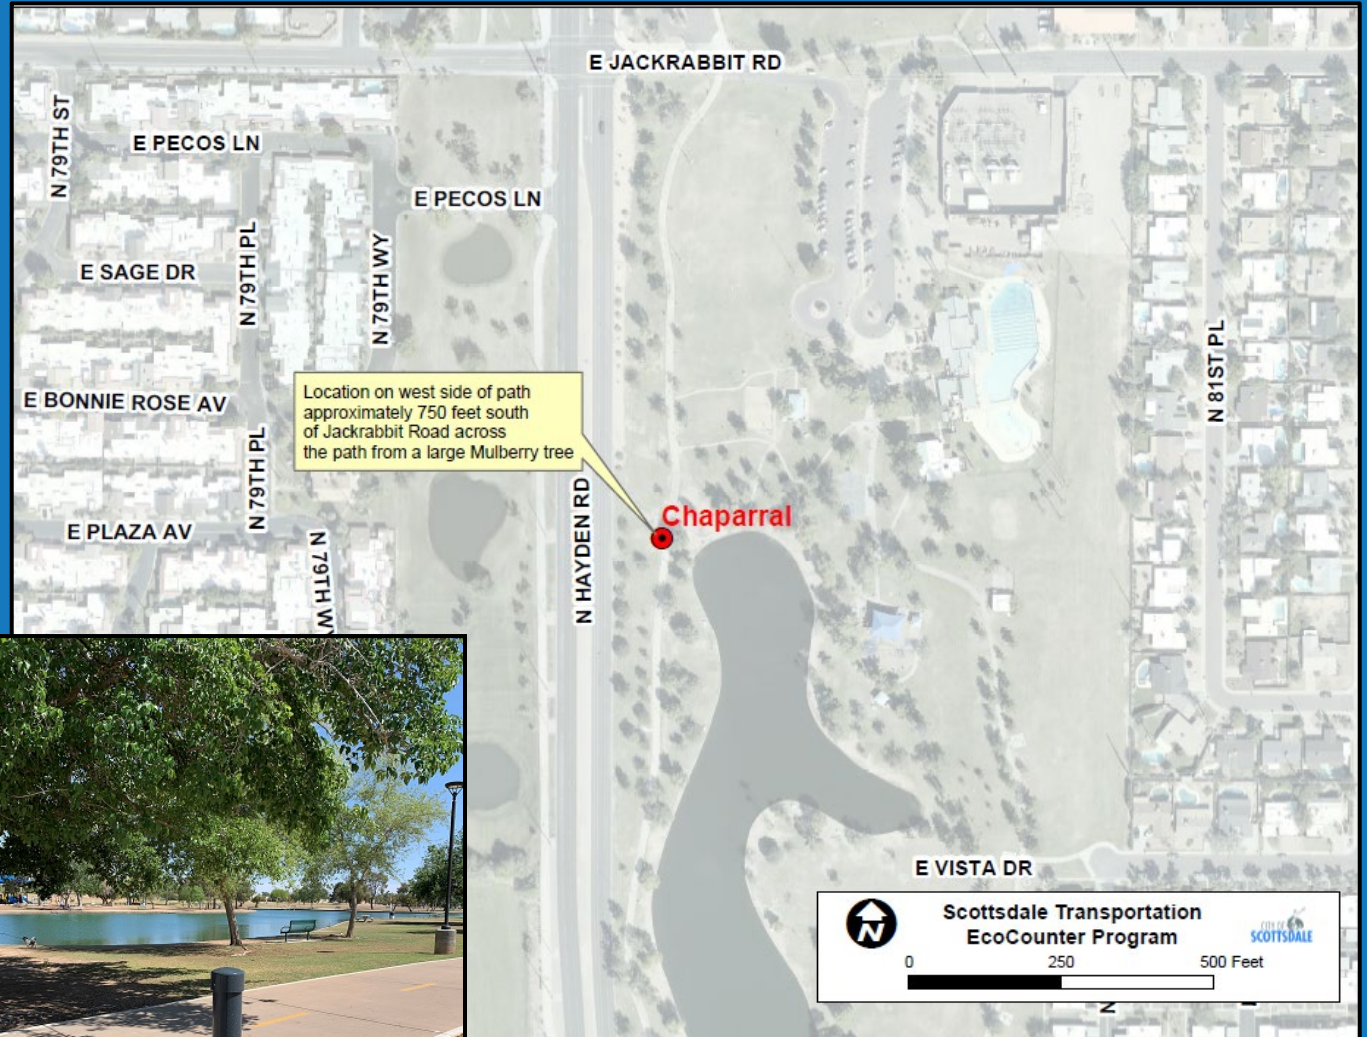 E JACKRABBIT RD
N 79TH ST
E PECOS LN
E PECOS LN
N 79TH PL
N 79TH WY
E SAGE DR
N 81ST PL
E BONNIE ROSE AV
Location on west side of path
approximately 750 feet south
of Jackrabbit Road across
the path from a large Mulberry tree
N 79TH PL
N HAYDEN RD
Chaparral
E PLAZA AV
N 79TH WY
E VISTA DR
N
Scottsdale Transportation
EcoCounter Program
CITY OF
SCOTTSDALE
0 250 500 Feet
N